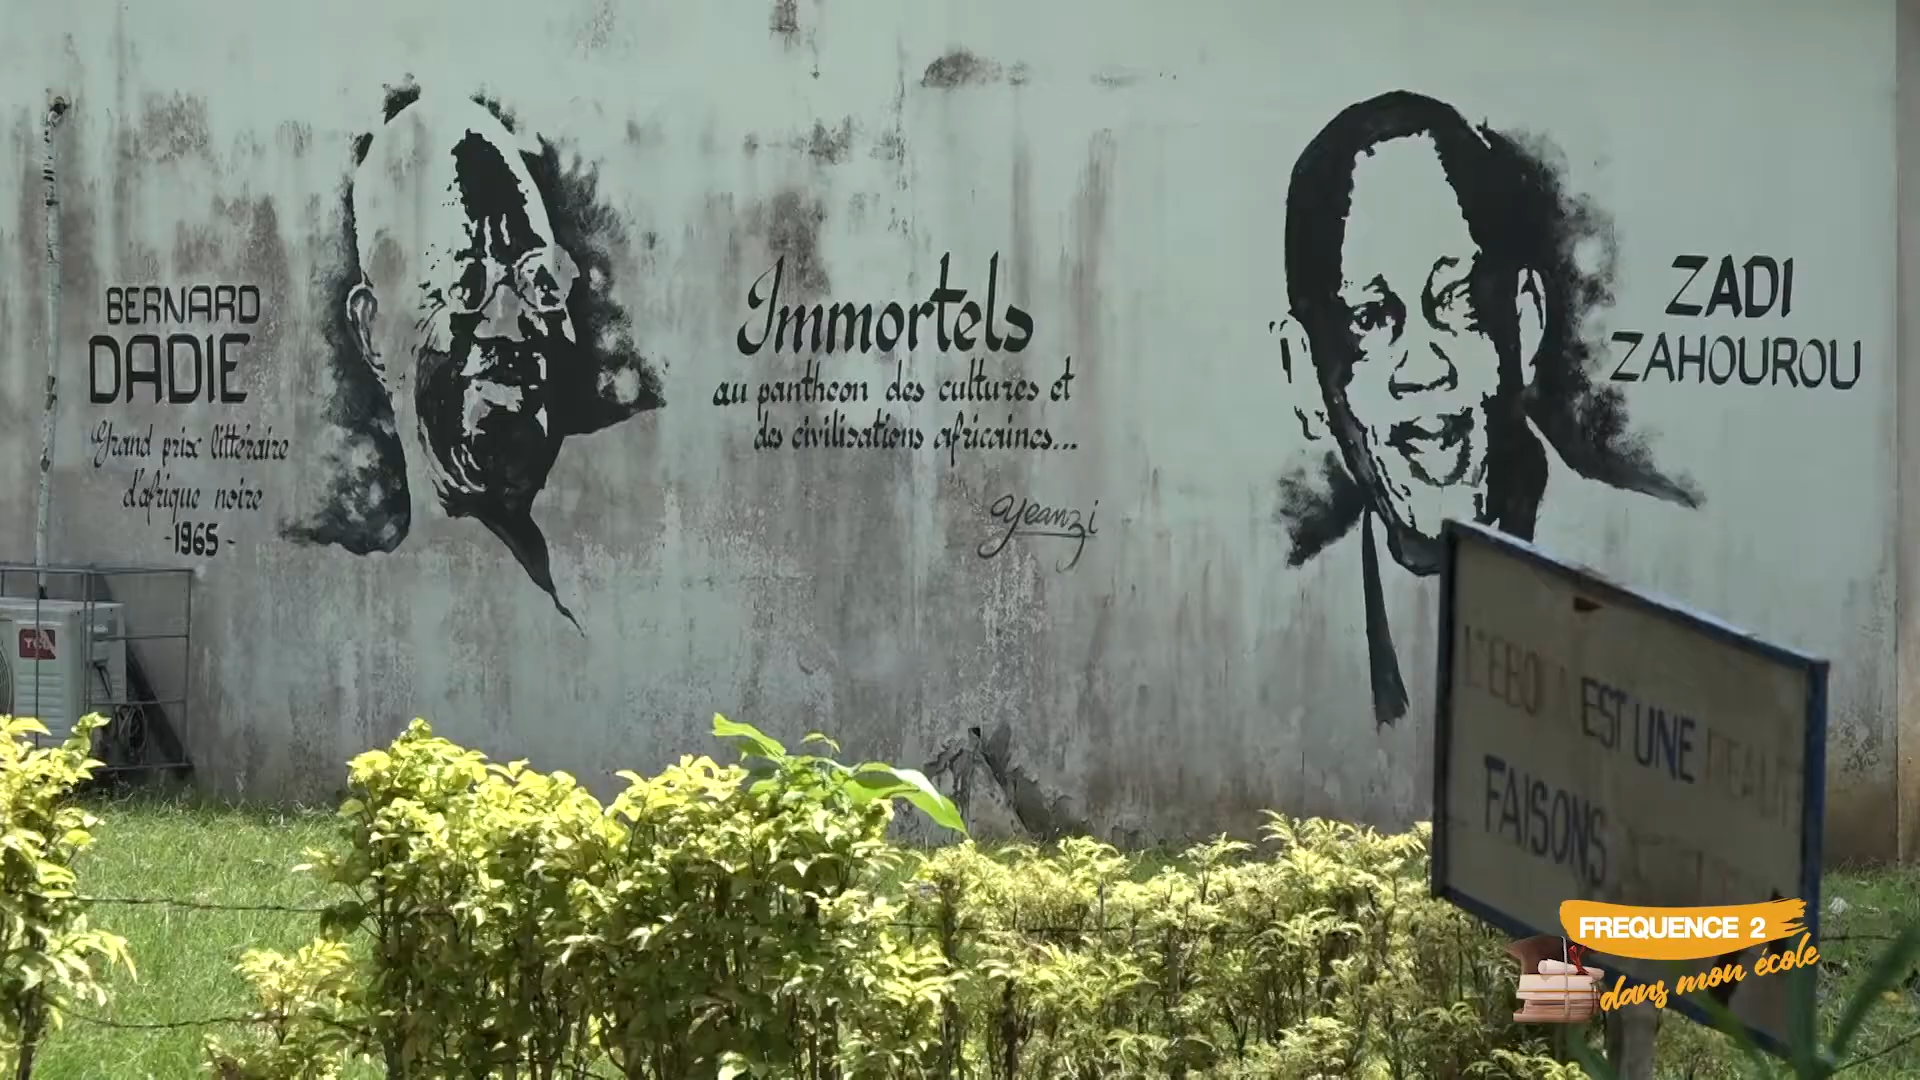 BERNARD
DADIE
Grand prix littéraire
d'afrique noire
-1965-
Immortels
au pantheon des cultures et
des civilisations africaines...
Yeanzi
ZADI
ZAHOUROU
TCL
EST UNE
FAISONS
FREQUENCE 2
dans mon école